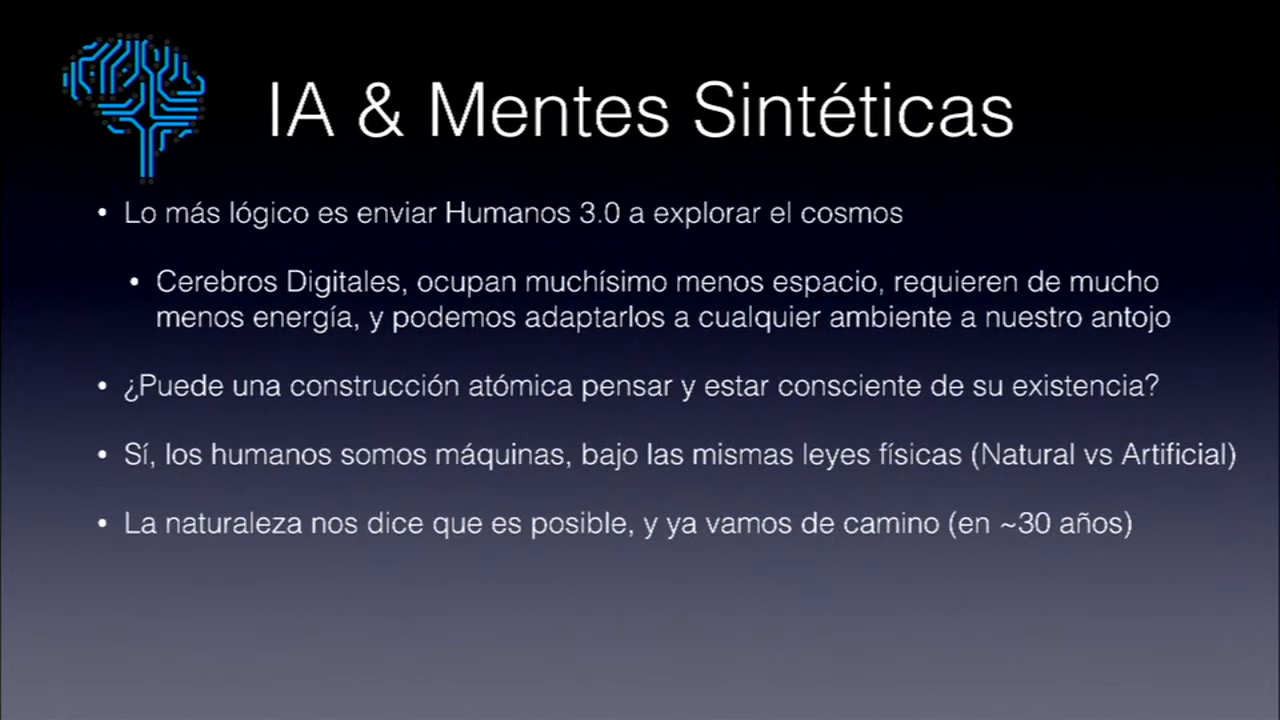 IA & Mentes Sintéticas
• Lo más lógico es enviar Humanos 3.0 a explorar el cosmos
• Cerebros Digitales, ocupan muchísimo menos espacio, requieren de mucho
menos energía, y podemos adaptarlos a cualquier ambiente a nuestro antojo
• ¿Puede una construcción atómica pensar y estar consciente de su existencia?
• Sí, los humanos somos máquinas, bajo las mismas leyes físicas (Natural vs Artificial)
• La naturaleza nos dice que es posible, y ya vamos de camino (en ~30 años)